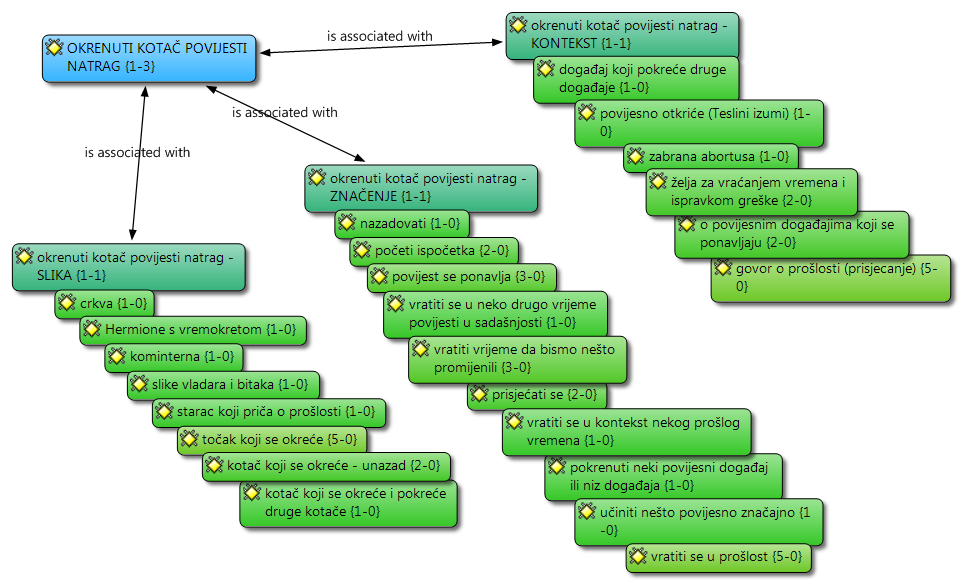 OKRENUTI KOTAČ POVIJESTI
NATRAG {1-3}
is associated with
is associated with
is associated with
okrenuti kotač povijesti natrag -
KONTEKST {1-1}
događaj koji pokreće druge
događaje {1-0}
povijesno otkriće (Teslini izumi) {1-
0}
zabrana abortusa {1-0}
želja za vraćanjem vremena i
ispravkom greške {2-0}
o povijesnim događajima koji se
ponavljaju {2-0}
govor o prošlosti (prisjecanje) {5-
0}
okrenuti kotač povijesti natrag -
ZNAČENJE {1-1}
nazadovati {1-0}
početi ispočetka {2-0}
povijest se ponavlja {3-0}
vratiti se u neko drugo vrijeme
povijesti u sadašnjosti {1-0}
vratiti vrijeme da bismo nešto
promijenili {3-0}
prisjećati se {2-0}
vratiti se u kontekst nekog prošlog
vremena {1-0}
pokrenuti neki povijesni događaj
ili niz događaja {1-0}
učiniti nešto povijesno značajno {1
-0}
vratiti se u prošlost {5-0}
okrenuti kotač povijesti natrag -
SLIKA {1-1}
crkva {1-0}
Hermione s vremokretom {1-0}
kominterna {1-0}
slike vladara i bitaka {1-0}
starac koji priča o prošlosti {1-0}
točak koji se okreće {5-0}
kotač koji se okreće - unazad {2-0}
kotač koji se okreće i pokreće
druge kotače {1-0}